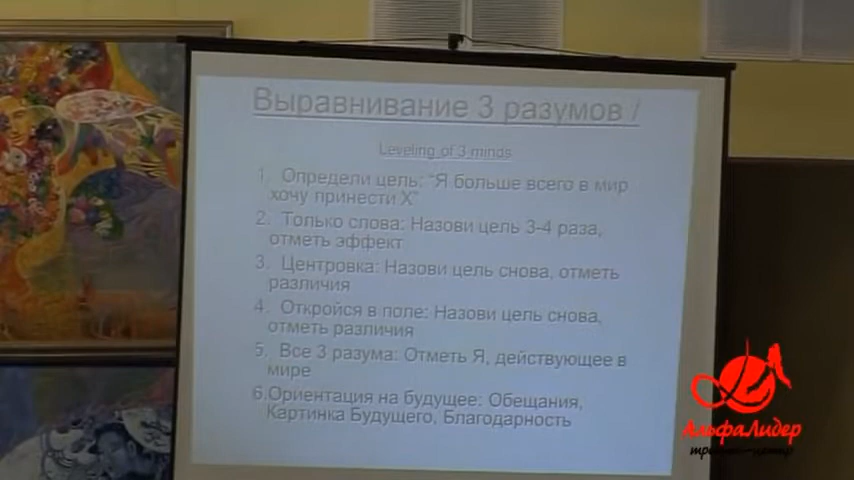 Выравнивание 3 разумов /
Leveling of 3 minds
1. Определи цель: "Я больше всего в мир
хочу принести Х"
2. Только слова: Назови цель 3-4 раза,
отметь эффект
3. Центровка: Назови цель снова, отметь
различия
4. Откройся в поле: Назови цель снова,
отметь различия
5. Все 3 разума: Отметь Я, действующее в
мире
6.Ориентация на будущее: Обещания,
Картинка Будущего, Благодарность
АльфаЛидер
тренинг-центр